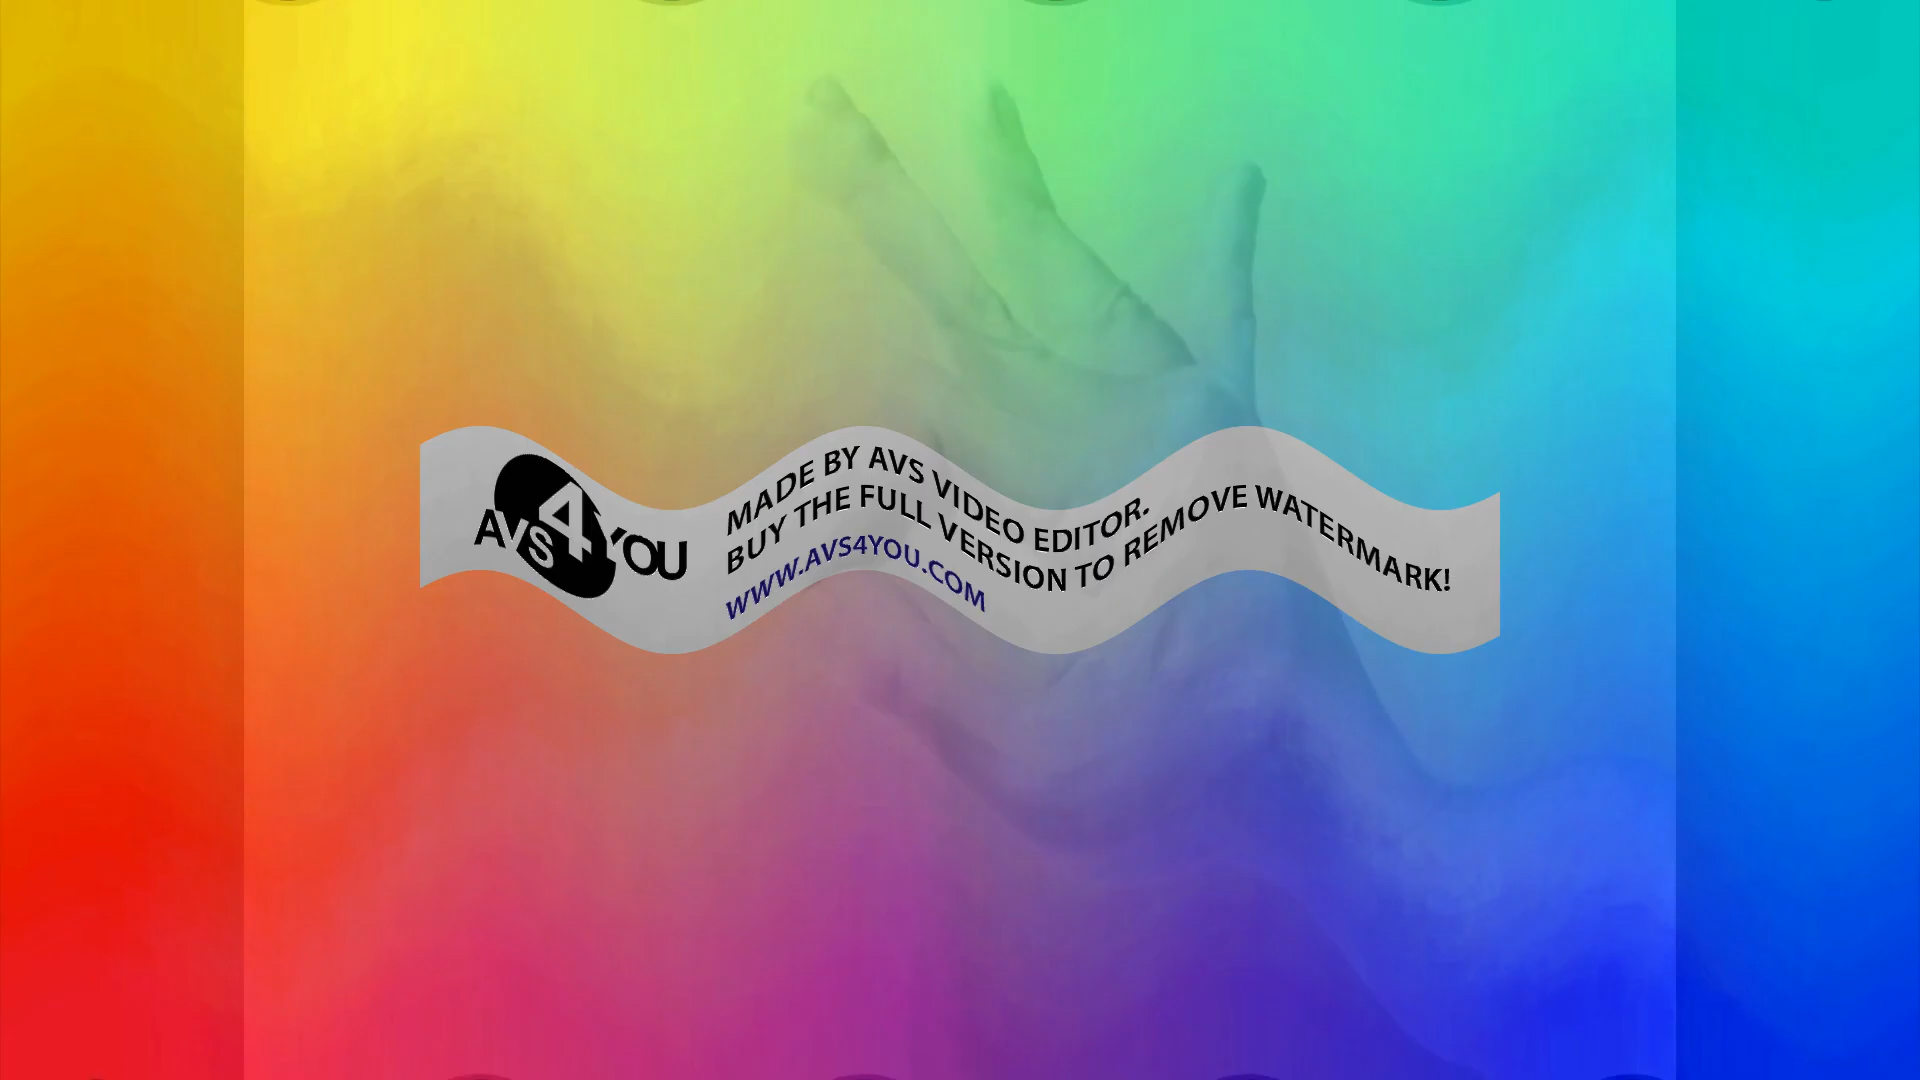 AVS4YOU
MADE BY AVS VIDEO EDITOR.
BUY THE FULL VERSION TO REMOVE WATERMARK!
WWW.AVS4YOU.COM